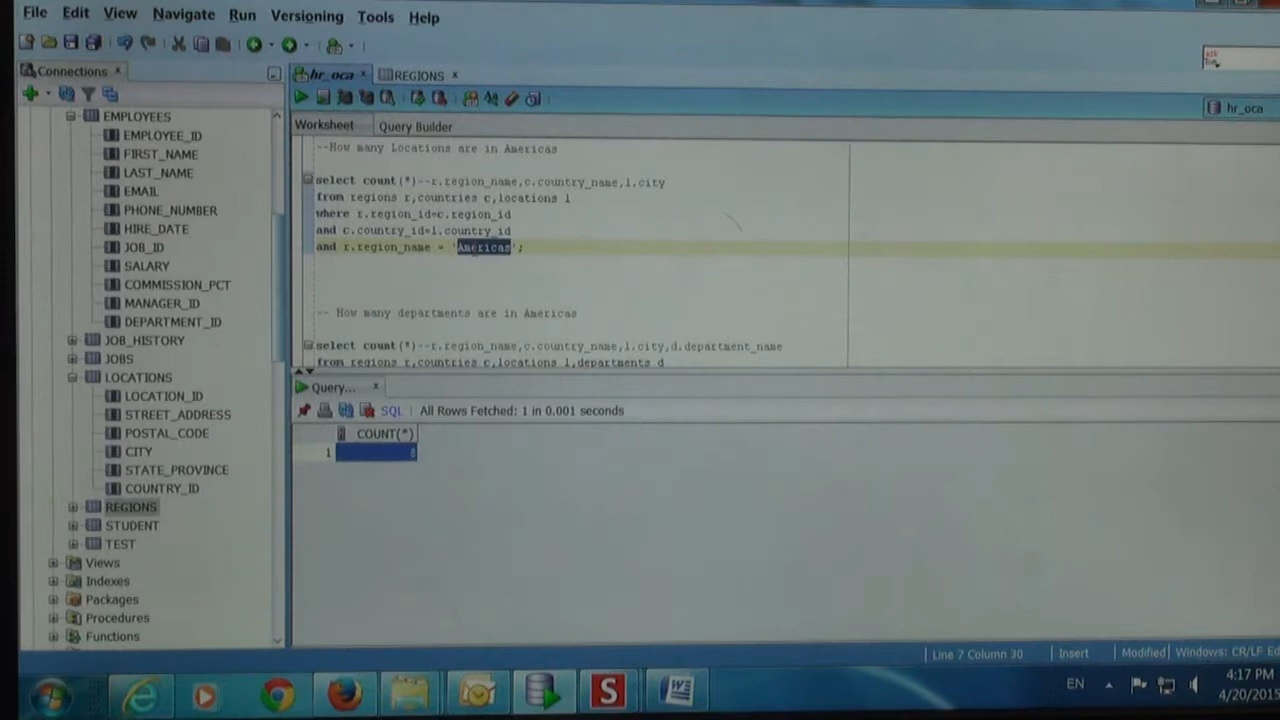 File Edit View Navigate Run Versioning Tools Help
Connections
hr_oca
REGIONS
hr_oca
Worksheet
Query Builder
EMPLOYEES
EMPLOYEE_ID
FIRST_NAME
LAST_NAME
EMAIL
PHONE_NUMBER
HIRE_DATE
JOB_ID
SALARY
COMMISSION_PCT
MANAGER_ID
DEPARTMENT_ID
JOB_HISTORY
JOBS
LOCATIONS
LOCATION_ID
STREET_ADDRESS
POSTAL_CODE
CITY
STATE_PROVINCE
COUNTRY_ID
REGIONS
STUDENT
TEST
Views
Indexes
Packages
Procedures
Functions
--How many Locations are in Americas
select count(*)--r.region_name,c.country_name,l.city
from regions r,countries c,locations l
where r.region_id=c.region_id
and c.country_id=l.country_id
and r.region_name = 'Americas';
-- How many departments are in Americas
select count(*)--r.region_name,c.country_name,l.city,d.department_name
from regions r,countries c,locations l,departments d
Query...
SQL | All Rows Fetched: 1 in 0.001 seconds
COUNT(*)
1 8
Line 7 Column 30 Insert Modified Windows: CR/LF Ed
EN
4:17 PM
4/20/2015